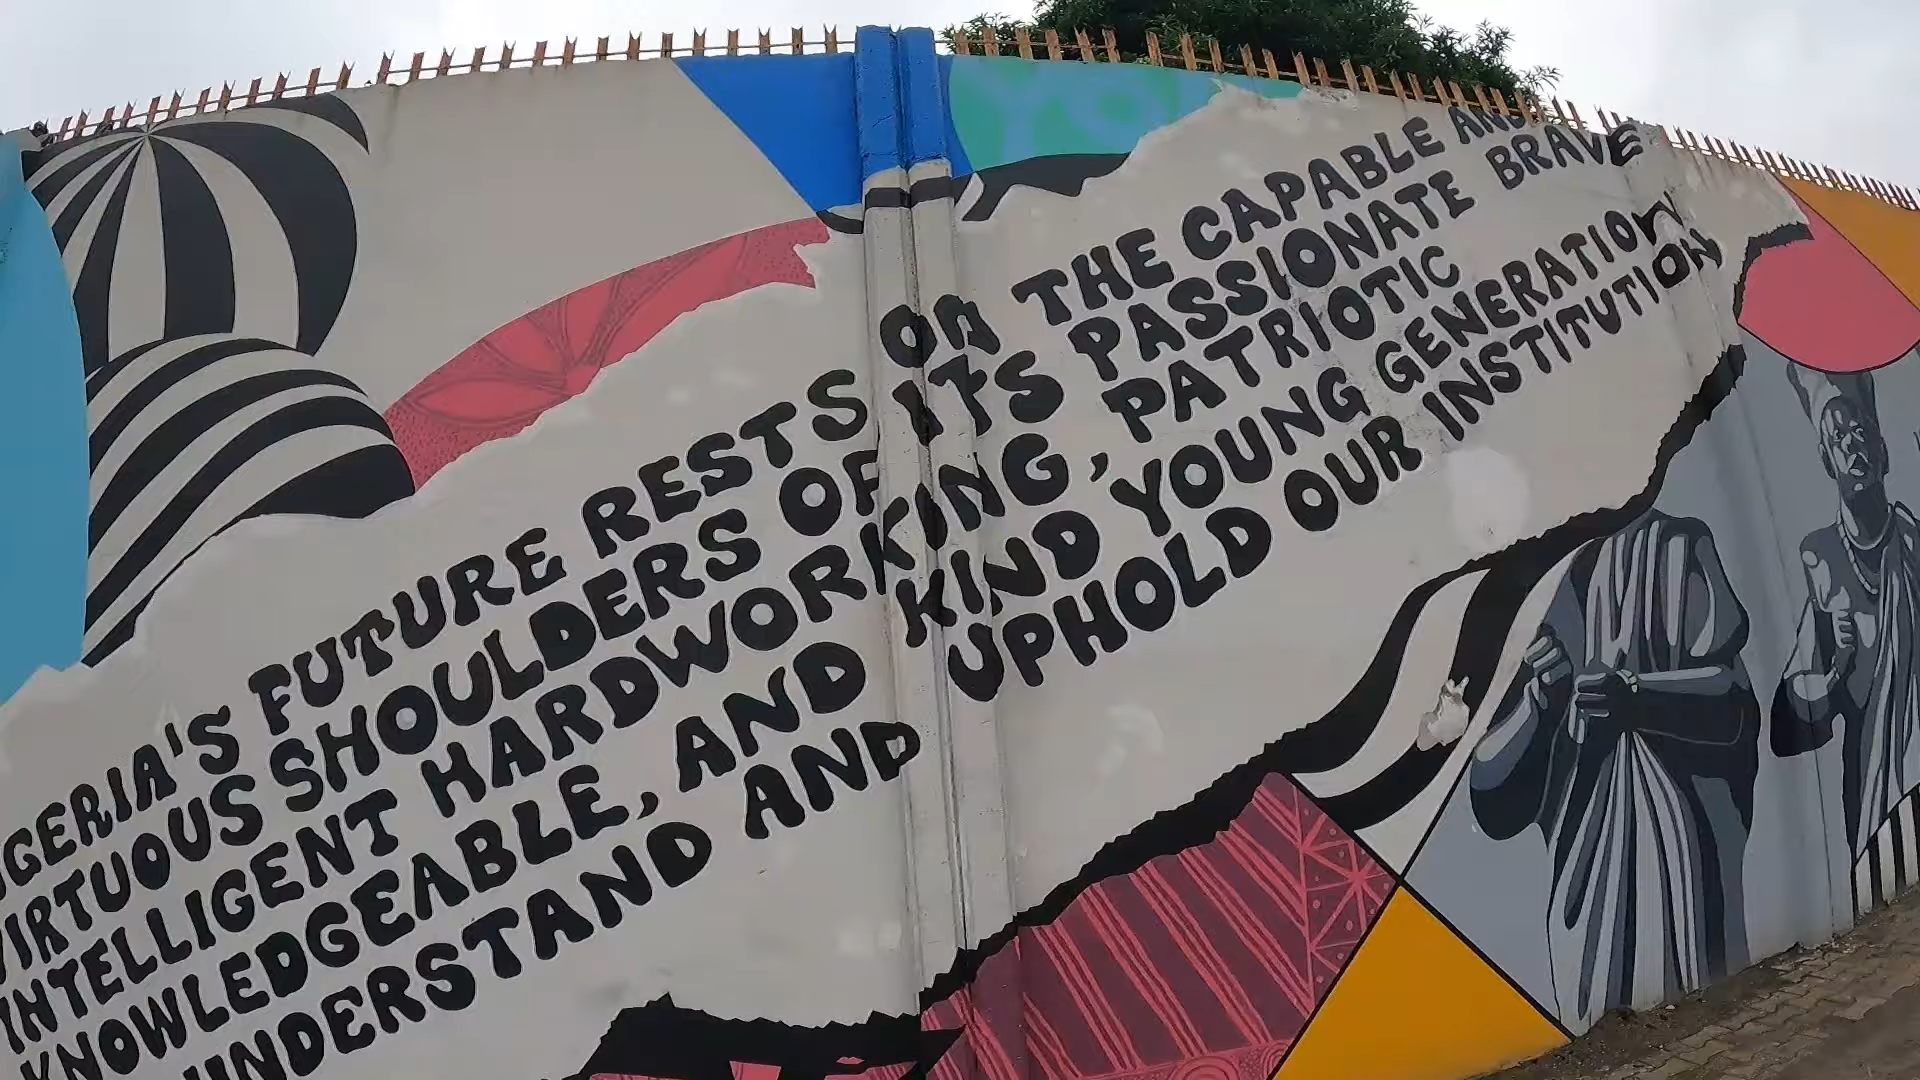 IGERIA'S FUTURE RESTS ON THE CAPABLE AND
VIRTUOUS SHOULDERS OF ITS PASSIONATE BRAVE
INTELLIGENT HARDWORKING, PATRIOTIC
KNOWLEDGEABLE, AND KIND YOUNG GENERATION
UNDERSTAND AND UPHOLD OUR INSTITUTION